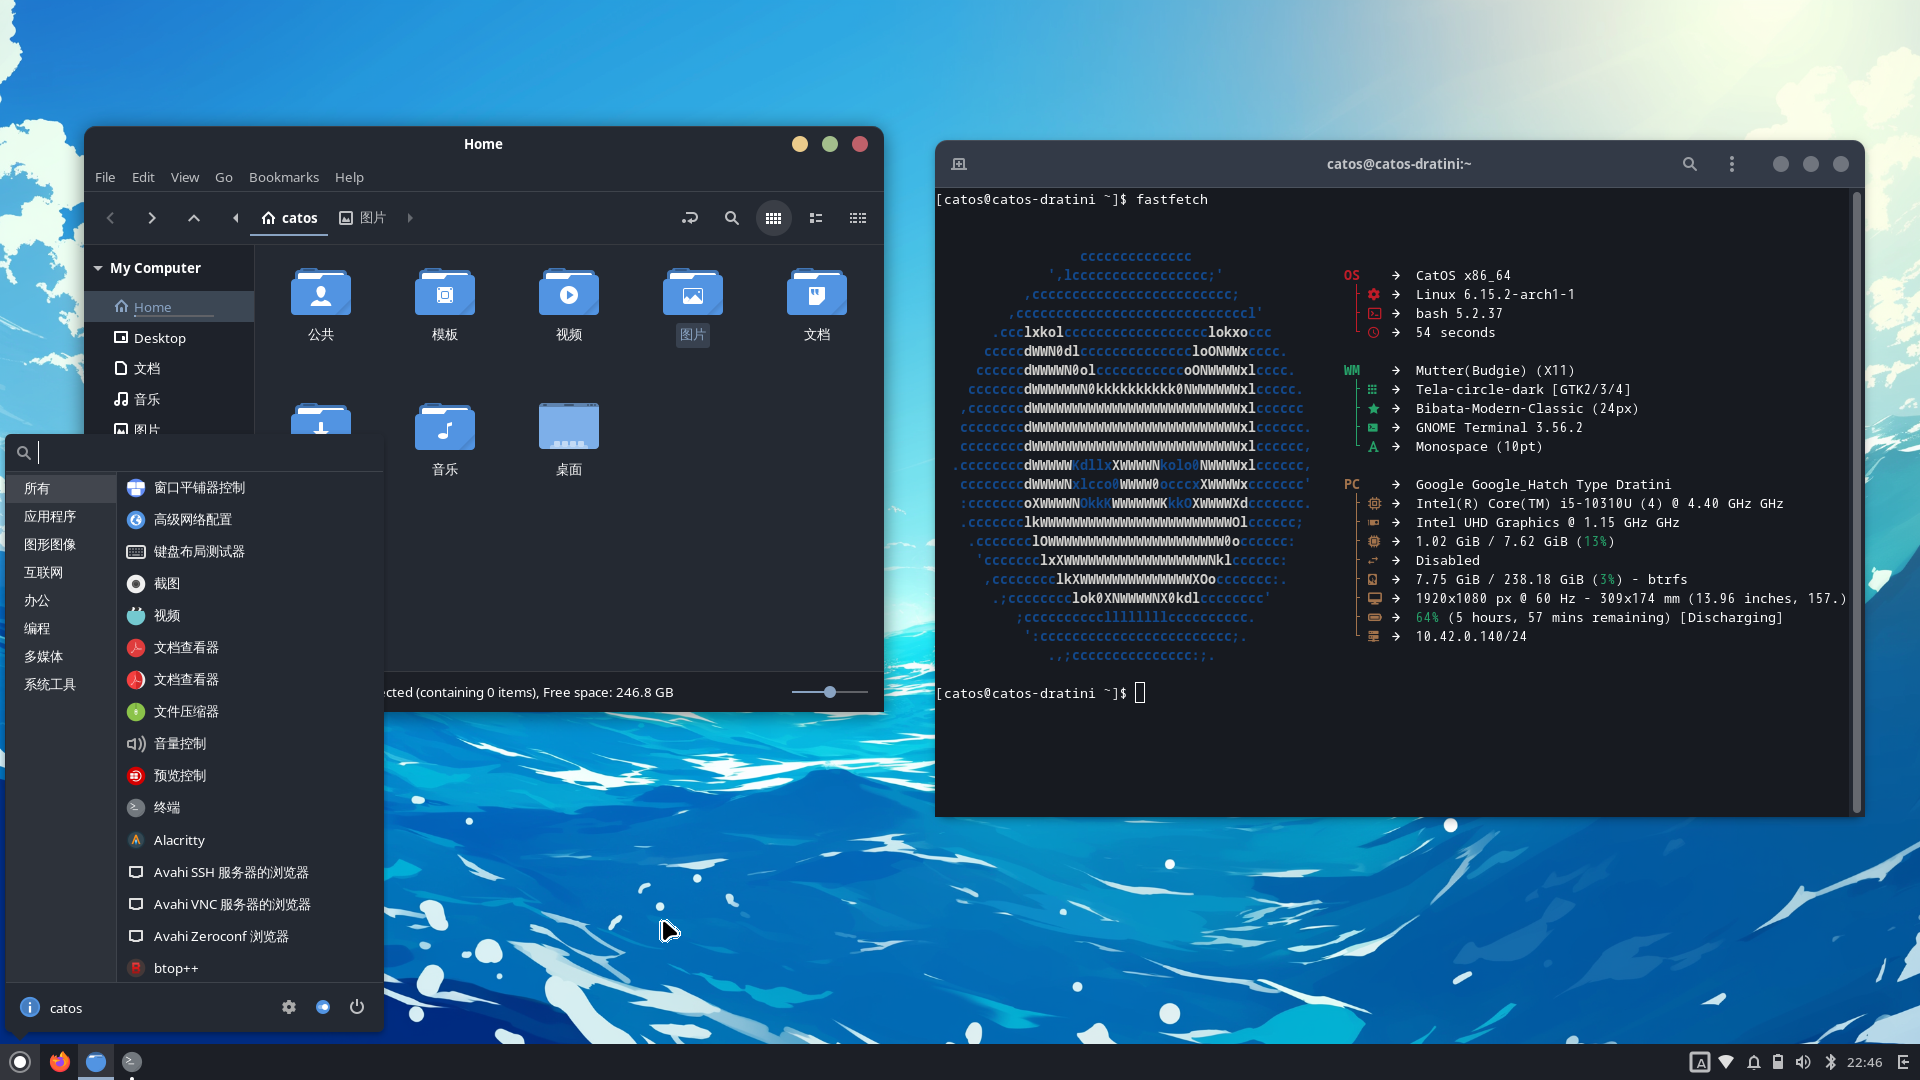 Home
File Edit View Go Bookmarks Help
catos 图片
My Computer
Home
Desktop
文档
音乐
图片
公共 模板 视频 图片 文档
音乐 桌面
ected (containing 0 items), Free space: 246.8 GB
所有
应用程序
图形图像
互联网
办公
编程
多媒体
系统工具
窗口平铺器控制
高级网络配置
键盘布局测试器
截图
视频
文档查看器
文档查看器
文件压缩器
音量控制
预览控制
终端
Alacritty
Avahi SSH 服务器的浏览器
Avahi VNC 服务器的浏览器
Avahi Zeroconf 浏览器
btop++
catos
catos@catos-dratini:~
[catos@catos-dratini ~]$ fastfetch
OS → CatOS x86_64
→ Linux 6.15.2-arch1-1
→ bash 5.2.37
→ 54 seconds
WM → Mutter(Budgie) (X11)
→ Tela-circle-dark [GTK2/3/4]
→ Bibata-Modern-Classic (24px)
→ GNOME Terminal 3.56.2
→ Monospace (10pt)
PC → Google Google_Hatch Type Dratini
→ Intel(R) Core(TM) i5-10310U (4) @ 4.40 GHz GHz
→ Intel UHD Graphics @ 1.15 GHz GHz
→ 1.02 GiB / 7.62 GiB (13%)
→ Disabled
→ 7.75 GiB / 238.18 GiB (3%) - btrfs
→ 1920x1080 px @ 60 Hz - 309x174 mm (13.96 inches, 157.)
→ 64% (5 hours, 57 mins remaining) [Discharging]
→ 10.42.0.140/24
[catos@catos-dratini ~]$
A 22:46